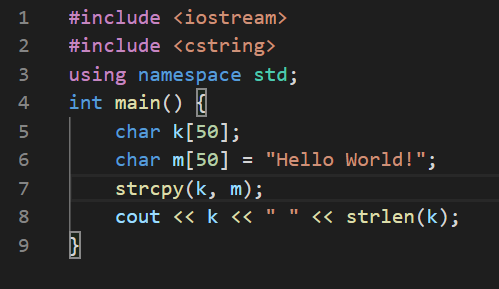 1 #include <iostream>
2 #include <cstring>
3 using namespace std;
4 int main() {
5     char k[50];
6     char m[50] = "Hello World!";
7     strcpy(k, m);
8     cout << k << " " << strlen(k);
9 }